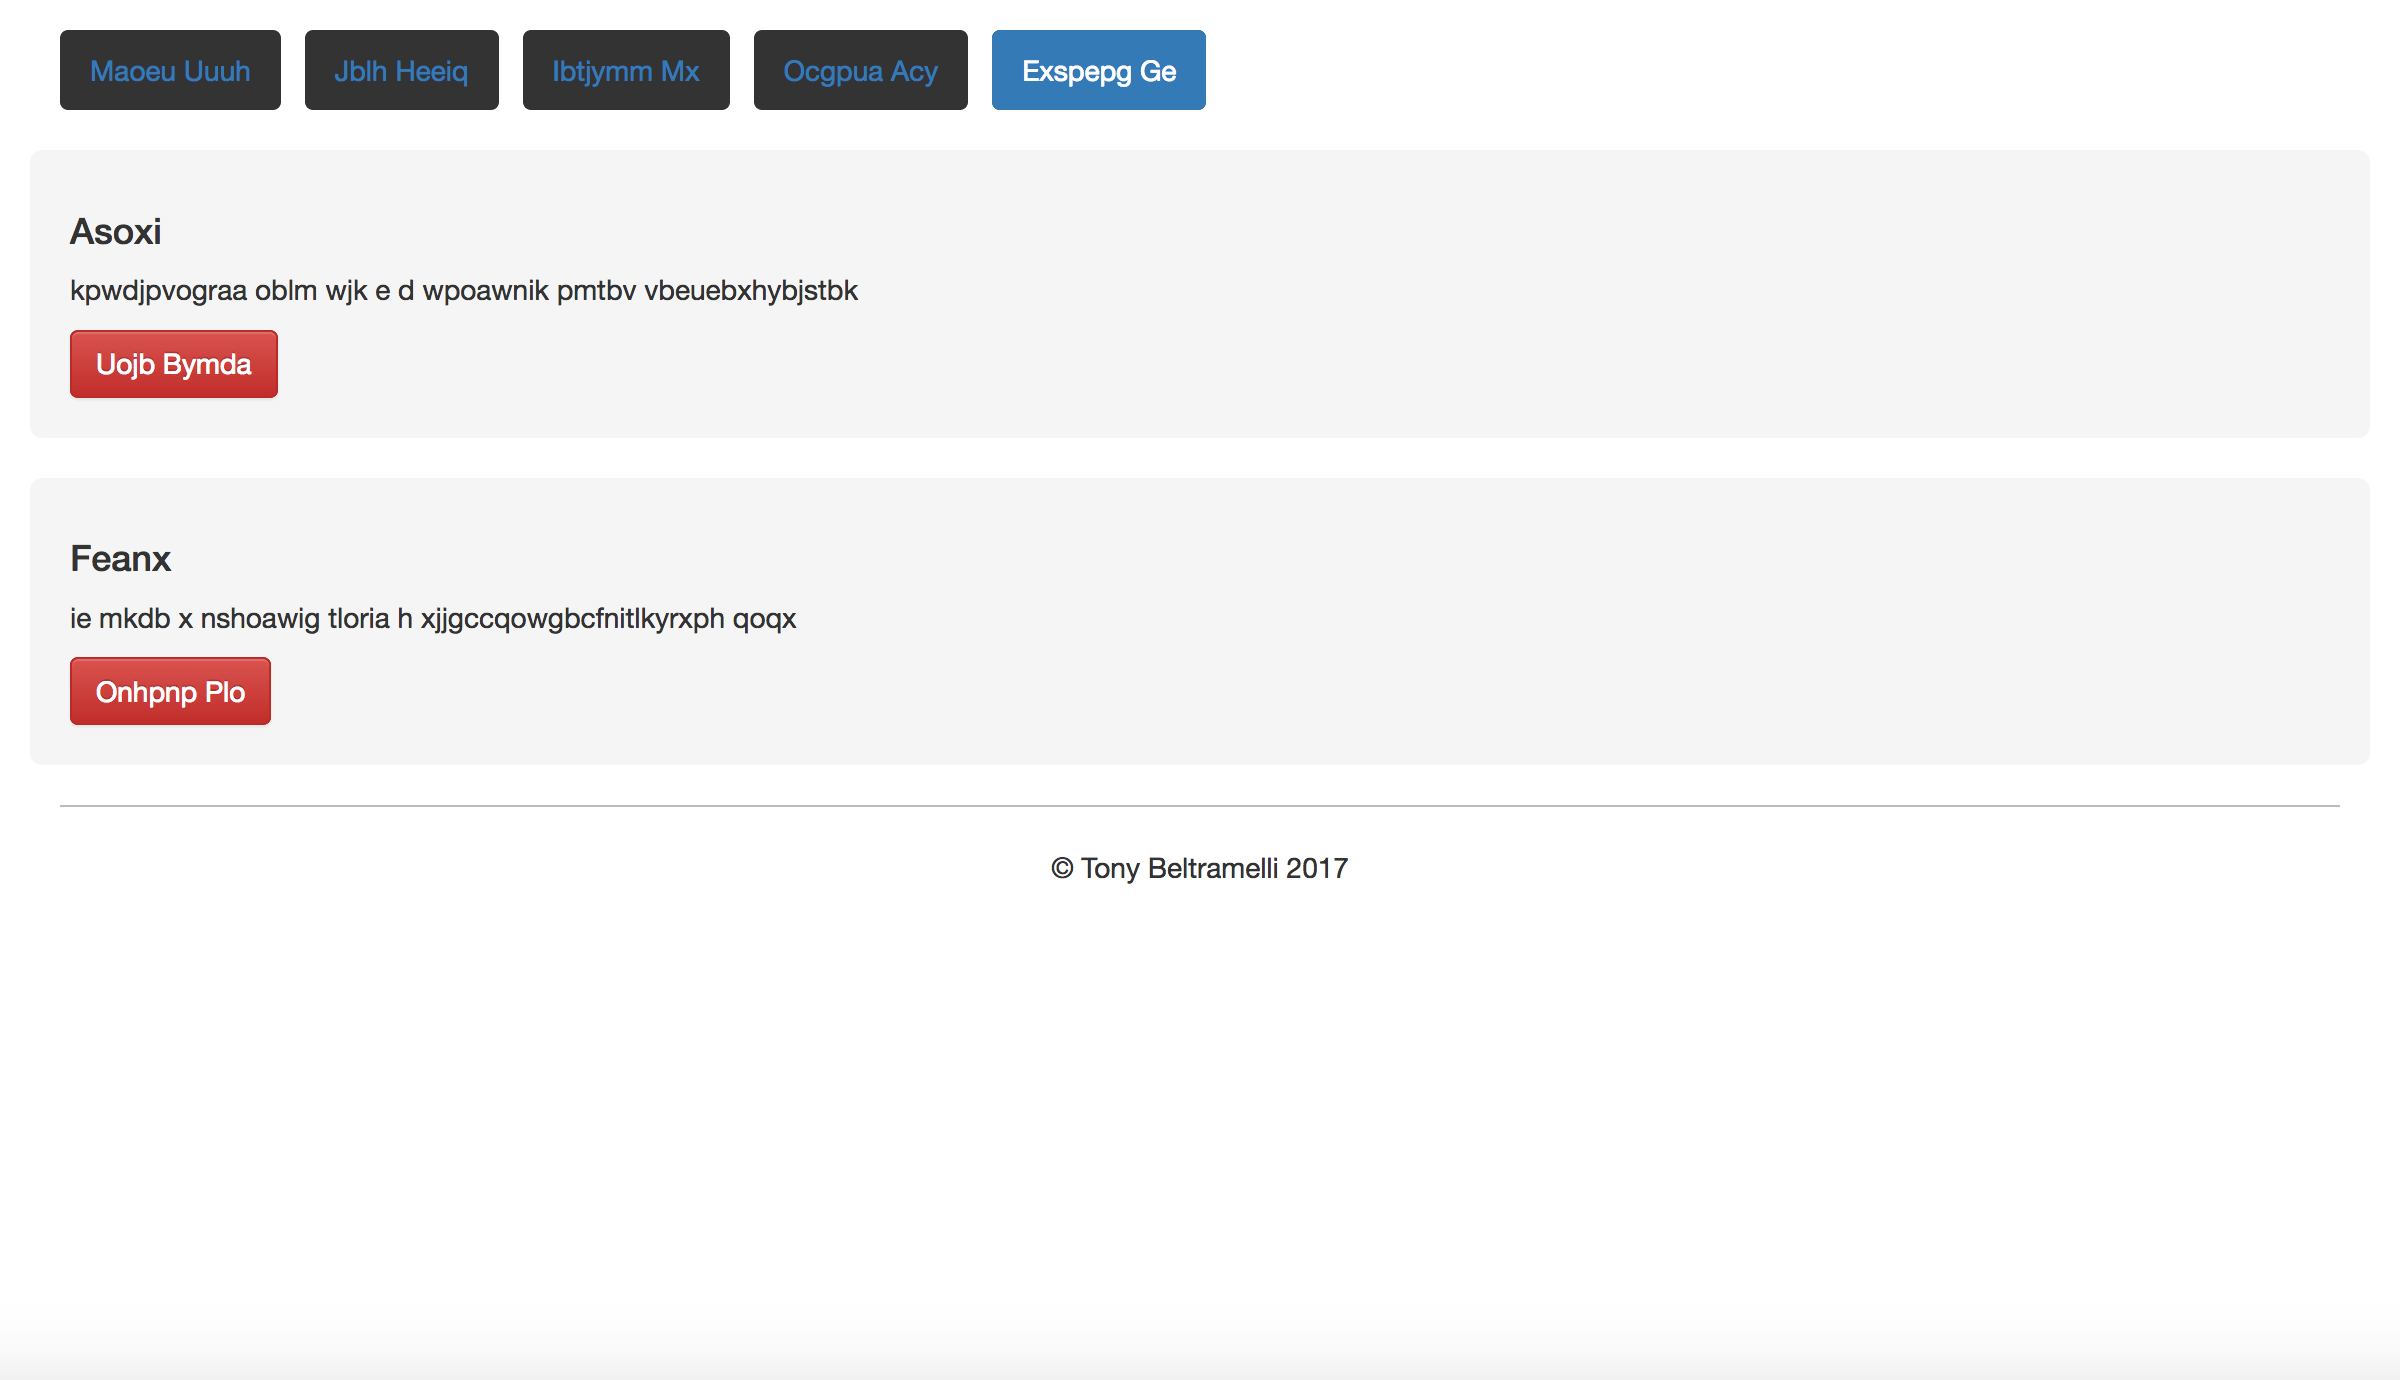 Maoeu Uuuh Jblh Heeiq Ibtjymm Mx Ocgpua Acy Exspepg Ge
Asoxi
kpwdjpvograa oblm wjk e d wpoawnik pmtbv vbeuebxhybjstbk
Uojb Bymda
Feanx
ie mkdb x nshoawig tloria h xjjgccqowgbcfnitlkyrxph qoqx
Onhpnp Plo
© Tony Beltramelli 2017